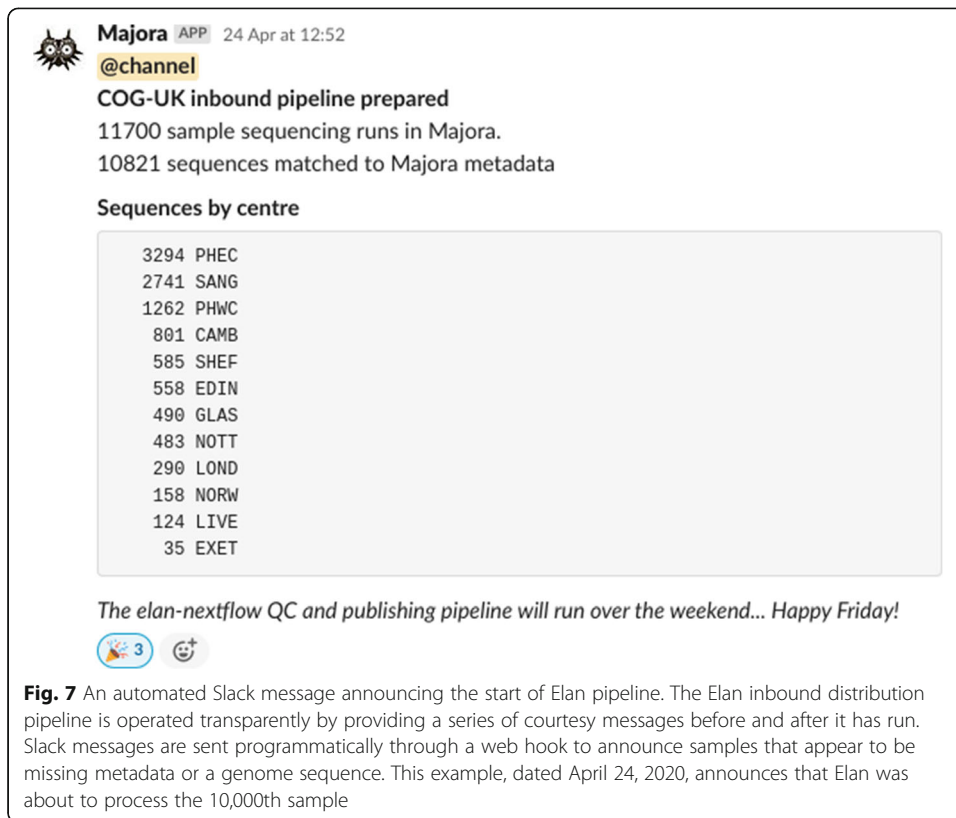 Majora APP 24 Apr at 12:52
@channel
COG-UK inbound pipeline prepared
11700 sample sequencing runs in Majora.
10821 sequences matched to Majora metadata
Sequences by centre
3294 PHEC
2741 SANG
1262 PHWC
801 CAMB
585 SHEF
558 EDIN
490 GLAS
483 NOTT
290 LOND
158 NORW
124 LIVE
35 EXET
The elan-nextflow QC and publishing pipeline will run over the weekend... Happy Friday!
3
Fig. 7 An automated Slack message announcing the start of Elan pipeline. The Elan inbound distribution
pipeline is operated transparently by providing a series of courtesy messages before and after it has run.
Slack messages are sent programmatically through a web hook to announce samples that appear to be
missing metadata or a genome sequence. This example, dated April 24, 2020, announces that Elan was
about to process the 10,000th sample